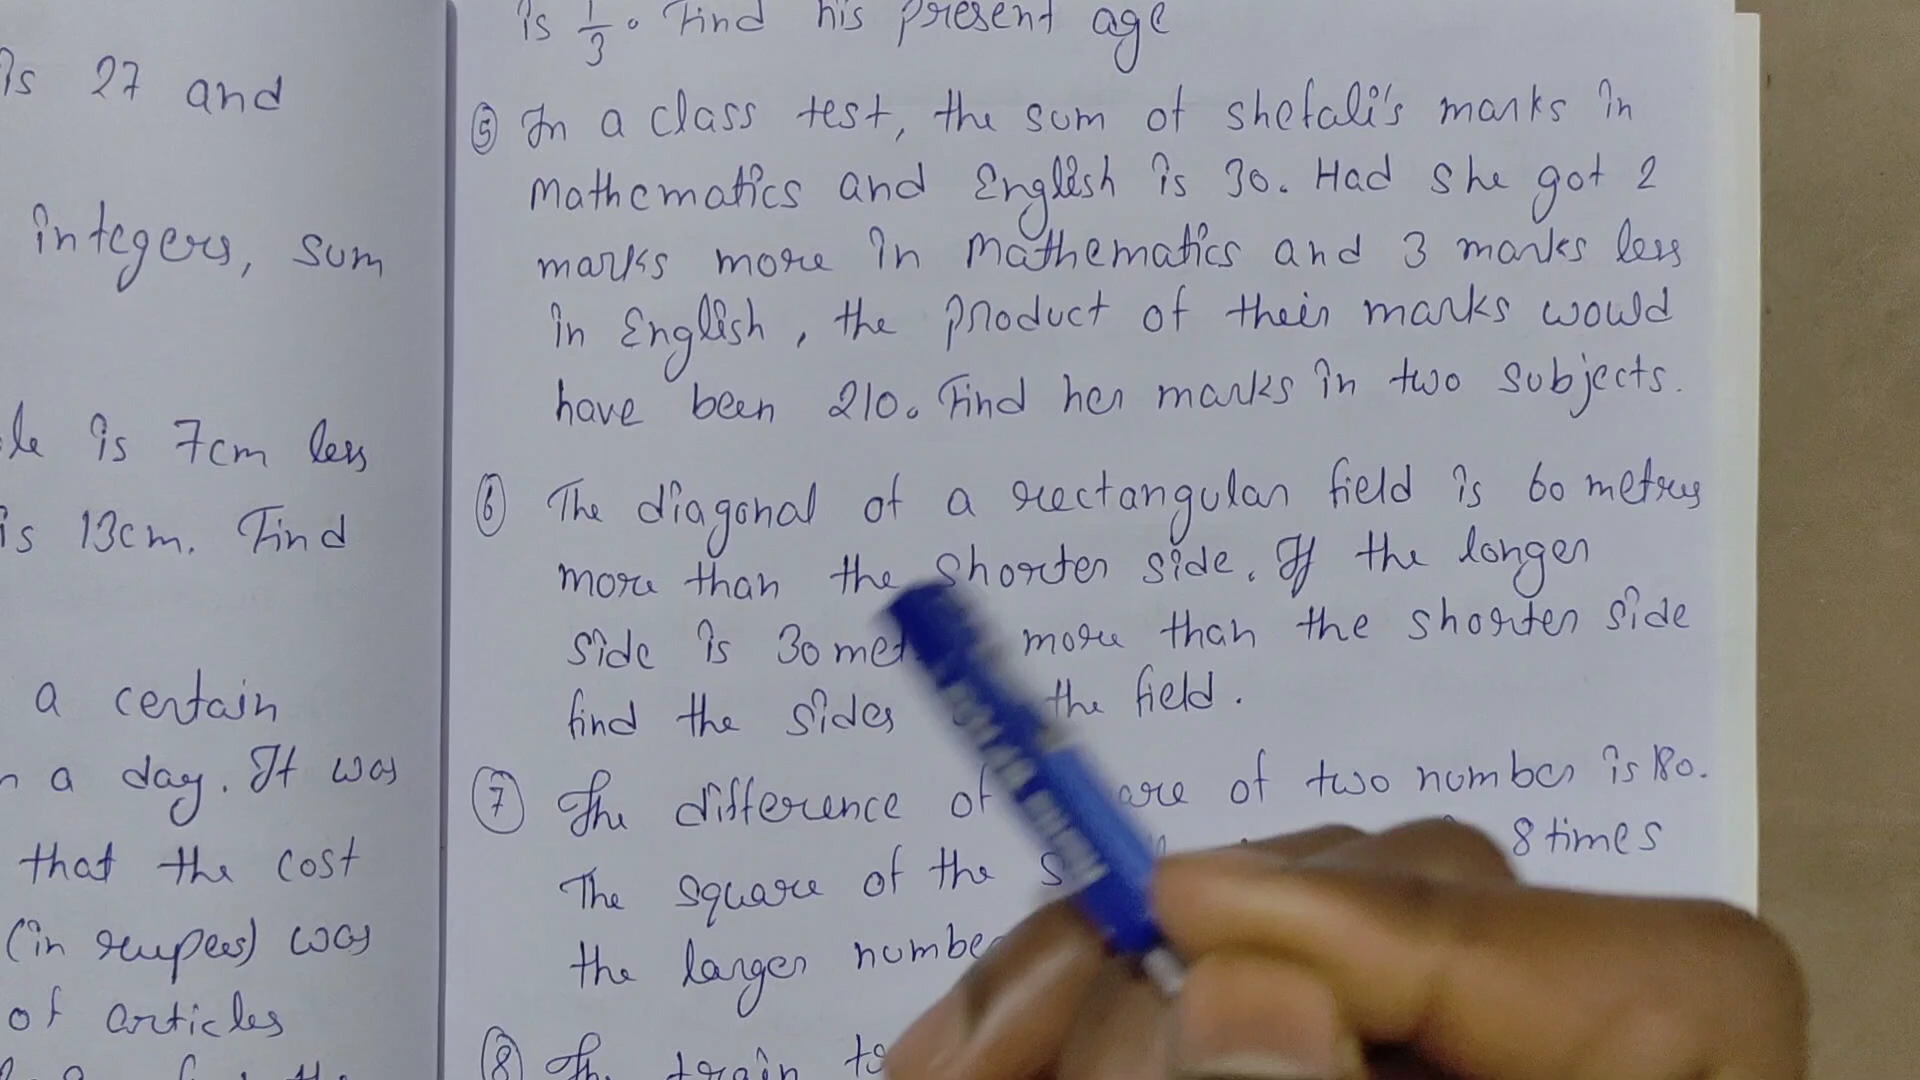 is 27 and
integers, sum
is 7cm less
is 13cm. Find
a certain
a day. It was
that the cost
(in rupees) was
of articles
is 1/3. Find his present age
⑤ In a class test, the sum of shefali's marks in
Mathematics and English is 30. Had she got 2
marks more in Mathematics and 3 marks less
in English, the product of their marks would
have been 210. Find her marks in two subjects.
⑥ The diagonal of a rectangular field is 60 metres
more than the shorter side. If the longer
side is 30 met more than the shorter side
find the sides the field.
⑦ The difference of are of two number is 180.
The square of the s 8 times
the larger numbe
⑧ The train to